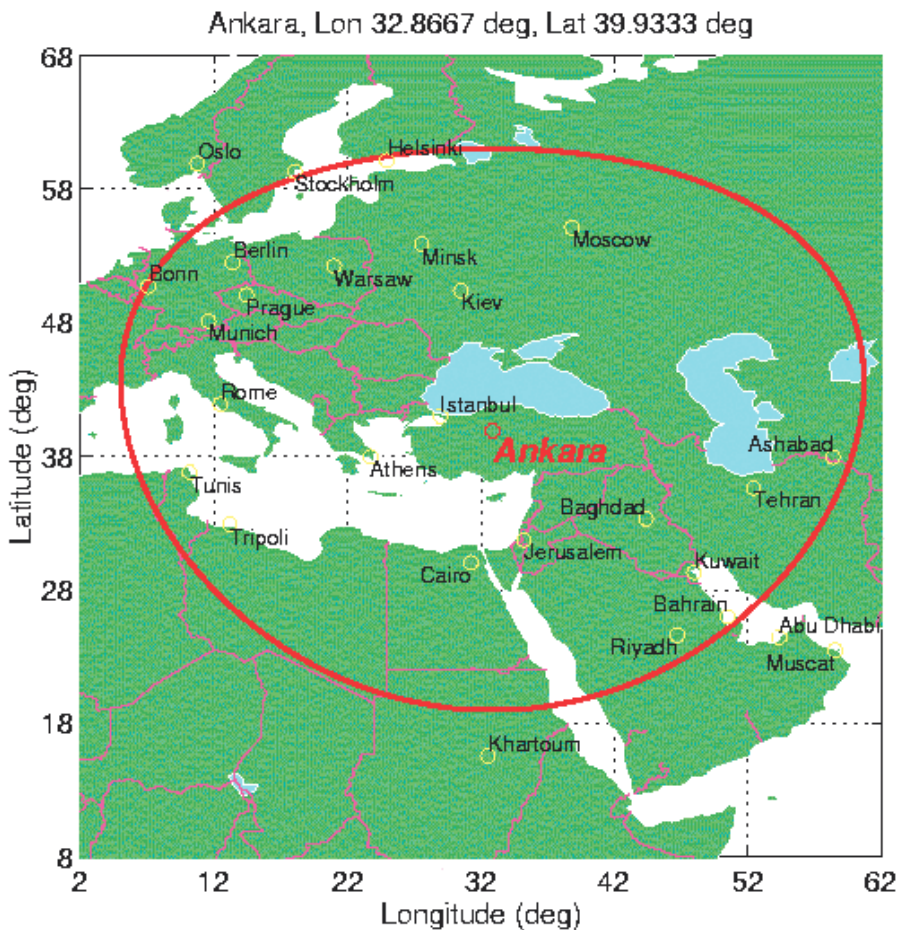 Ankara, Lon 32.8667 deg, Lat 39.9333 deg
68
58
48
38
28
18
8
Latitude (deg)
Oslo
Helsinki
Stockholm
Moscow
Berlin
Minsk
Bonn
Warsaw
Prague
Kiev
Munich
Rome
Istanbul
Ankara
Ashabad
Athens
Tunis
Tehran
Baghdad
Tripoli
Jerusalem
Kuwait
Cairo
Bahrain
Abu Dhabi
Riyadh
Muscat
Khartoum
2 12 22 32 42 52 62
Longitude (deg)